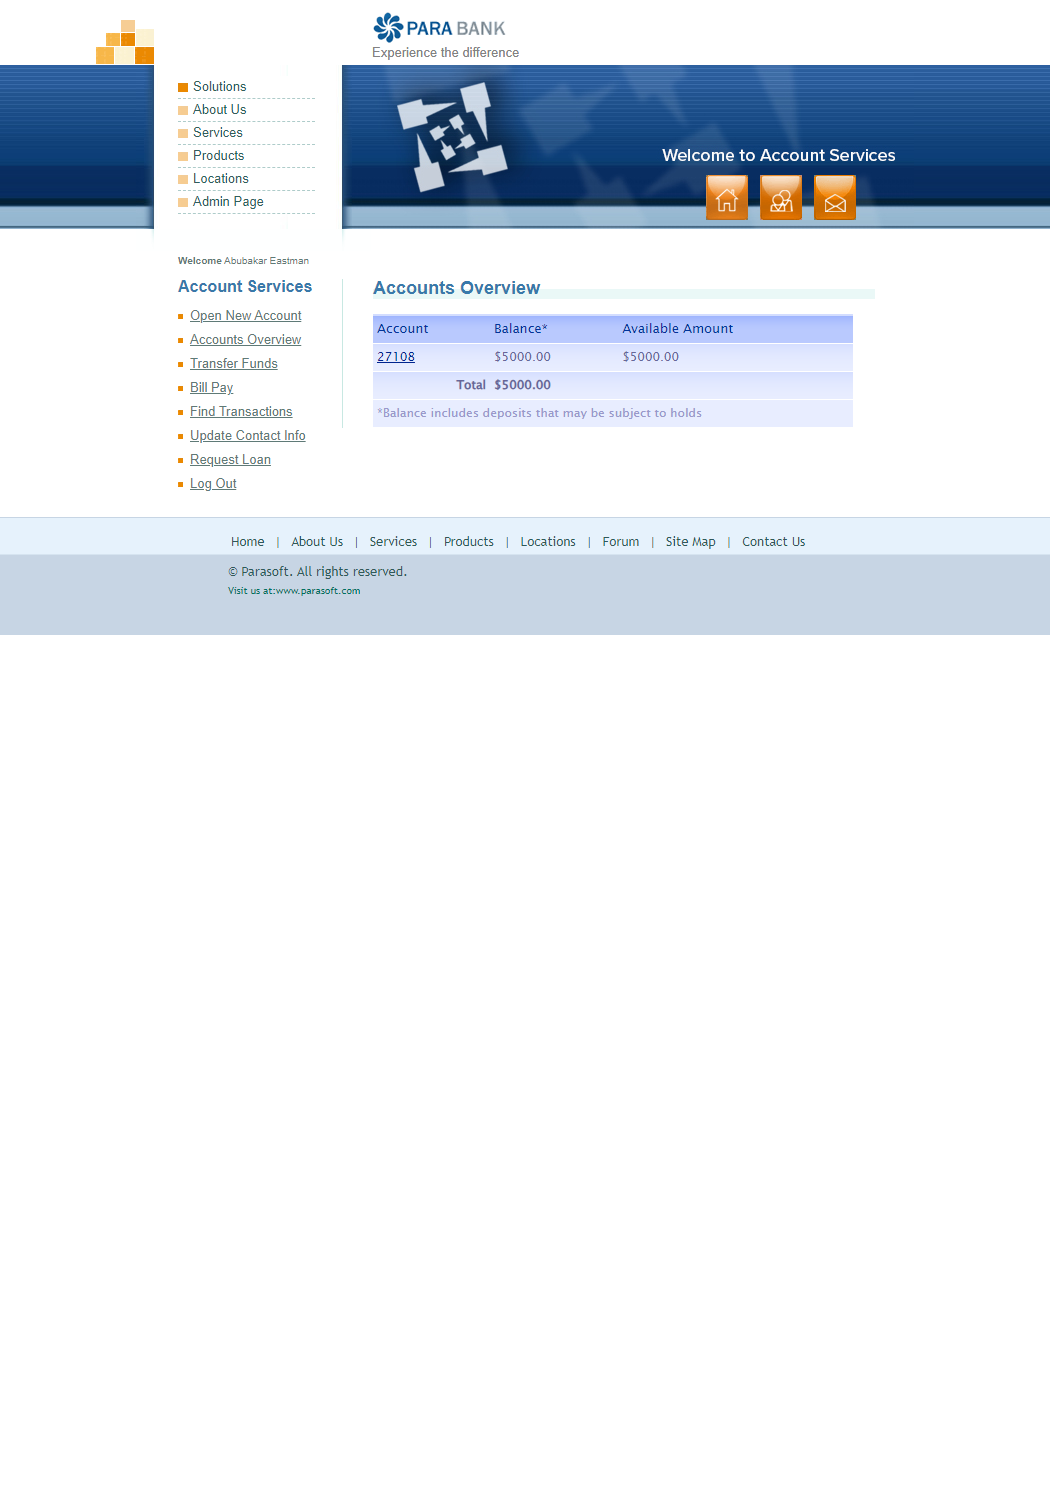 PARA BANK
Experience the difference
Solutions
About Us
Services
Products
Locations
Admin Page
Welcome to Account Services
Welcome Abubakar Eastman
Account Services
Open New Account
Accounts Overview
Transfer Funds
Bill Pay
Find Transactions
Update Contact Info
Request Loan
Log Out
Accounts Overview
Account Balance* Available Amount
27108 $5000.00 $5000.00
Total $5000.00
*Balance includes deposits that may be subject to holds
Home | About Us | Services | Products | Locations | Forum | Site Map | Contact Us
© Parasoft. All rights reserved.
Visit us at:www.parasoft.com